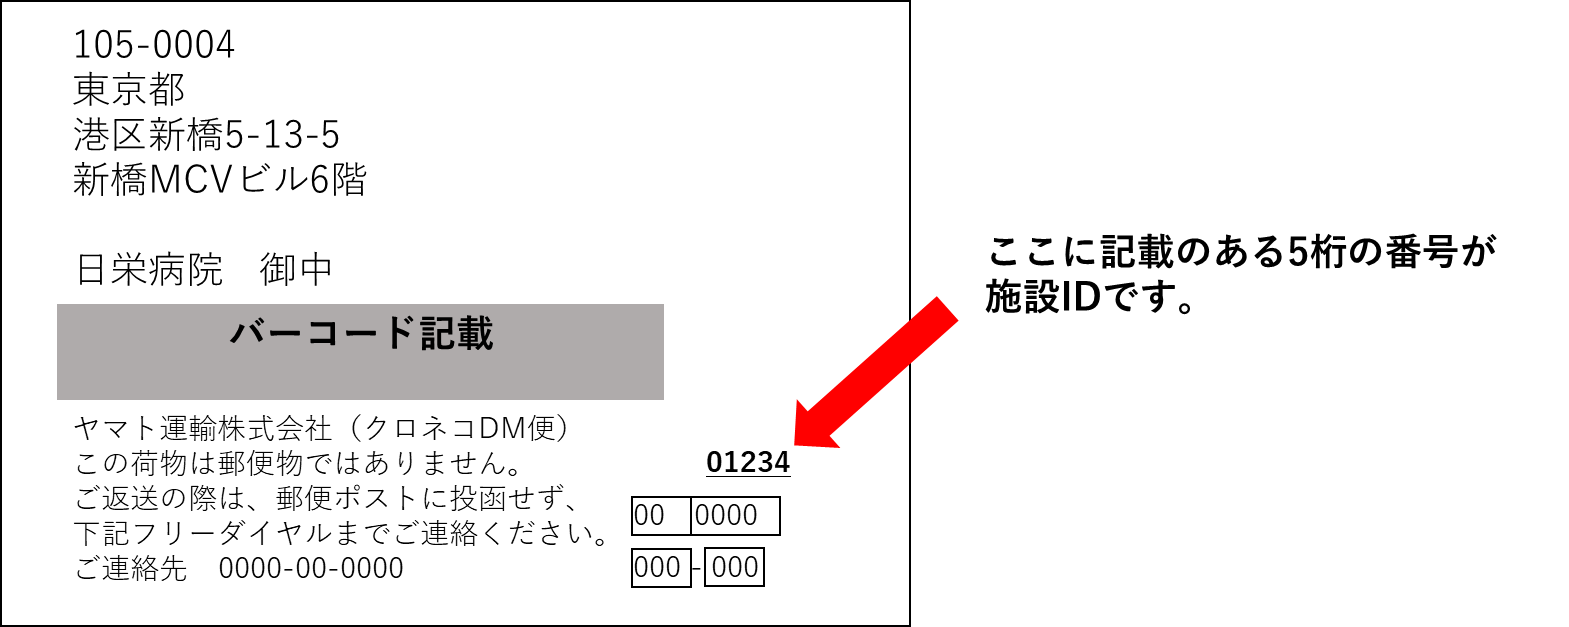 105-0004
東京都
港区新橋5-13-5
新橋MCVビル6階
日栄病院　御中
バーコード記載
ヤマト運輸株式会社（クロネコDM便）
この荷物は郵便物ではありません。
ご返送の際は、郵便ポストに投函せず、
下記フリーダイヤルまでご連絡ください。
ご連絡先　0000-00-0000
01234
00 0000
000-000
ここに記載のある5桁の番号が
施設IDです。